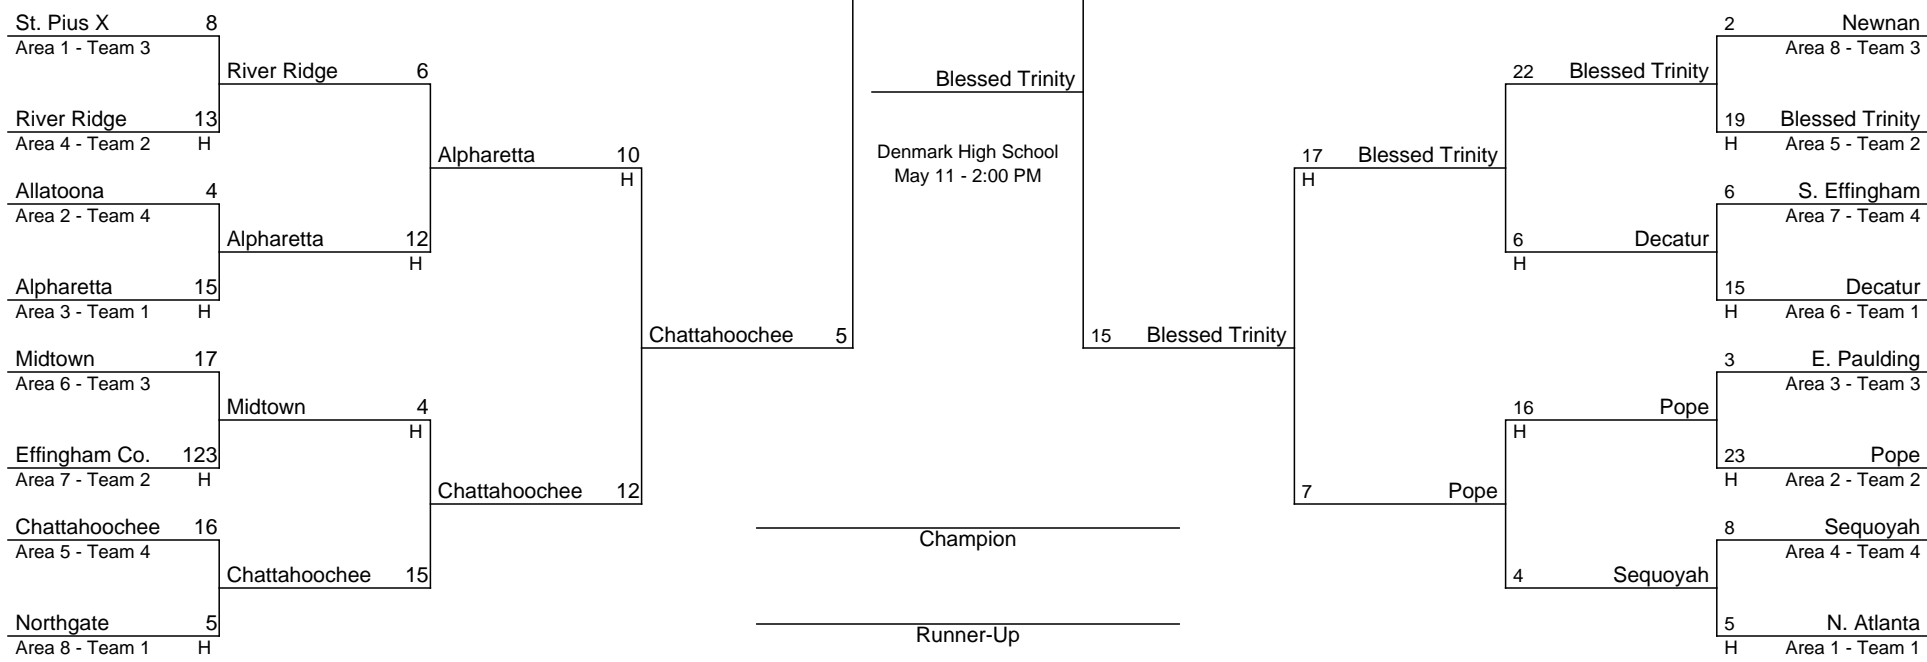 St. Pius X 8
Area 1 - Team 3
River Ridge 6
River Ridge 13
Area 4 - Team 2 H
Alpharetta 10
H
Allatoona 4
Area 2 - Team 4
Alpharetta 12
H
Alpharetta 15
Area 3 - Team 1 H
Chattahoochee 5
Midtown 17
Area 6 - Team 3
Midtown 4
H
Effingham Co. 123
Area 7 - Team 2 H
Chattahoochee 12
Chattahoochee 16
Area 5 - Team 4
Chattahoochee 15
Northgate 5
Area 8 - Team 1 H
Blessed Trinity
Denmark High School
May 11 - 2:00 PM
Champion
Runner-Up
15 Blessed Trinity
17 Blessed Trinity
H
7 Pope
22 Blessed Trinity
6 Decatur
H
16 Pope
H
4 Sequoyah
2 Newnan
Area 8 - Team 3
19 Blessed Trinity
H Area 5 - Team 2
6 S. Effingham
Area 7 - Team 4
15 Decatur
H Area 6 - Team 1
3 E. Paulding
Area 3 - Team 3
23 Pope
H Area 2 - Team 2
8 Sequoyah
Area 4 - Team 4
5 N. Atlanta
H Area 1 - Team 1